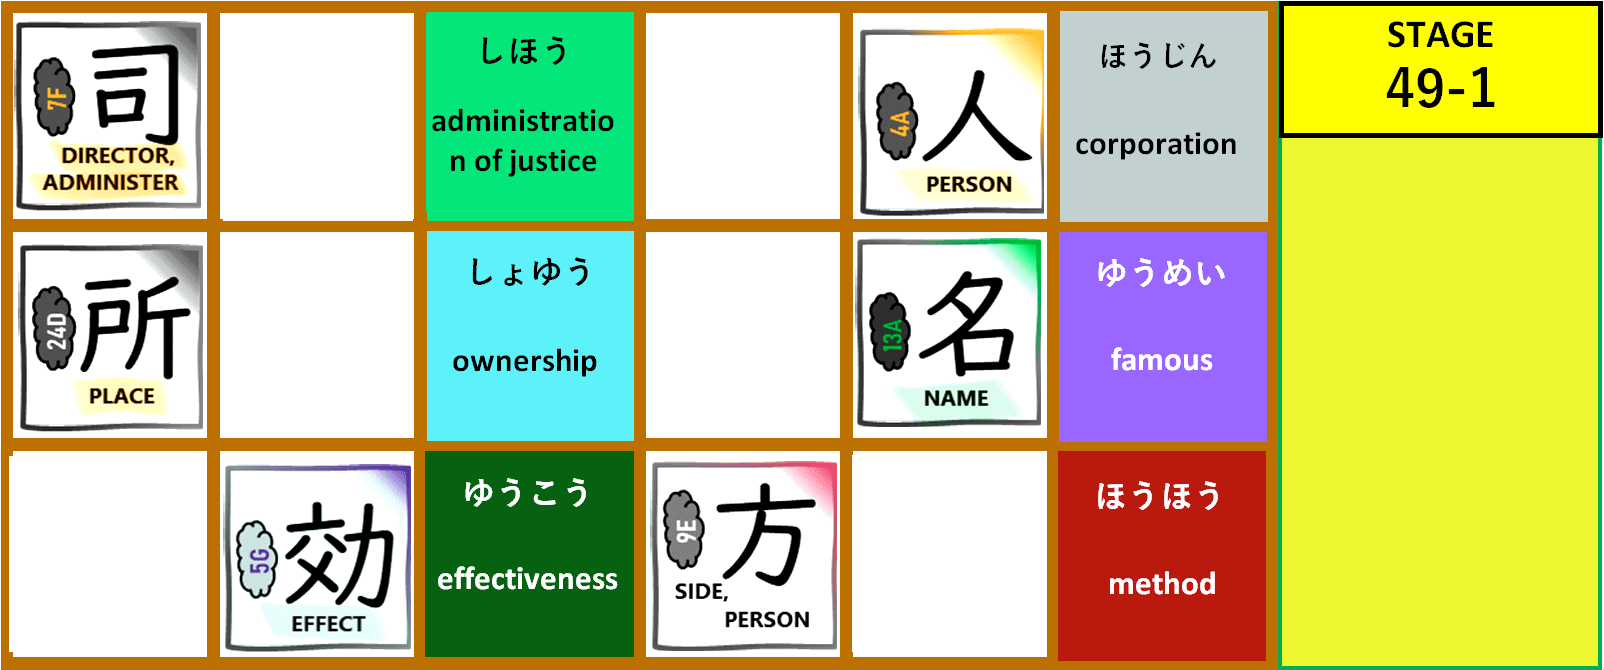 司
7F
DIRECTOR,
ADMINISTER
しほう
administratio
n of justice
人
4A
PERSON
ほうじん
corporation
STAGE
49-1
所
24D
PLACE
しょゆう
ownership
名
13A
NAME
ゆうめい
famous
効
5G
EFFECT
ゆうこう
effectiveness
方
9E
SIDE,
PERSON
ほうほう
method